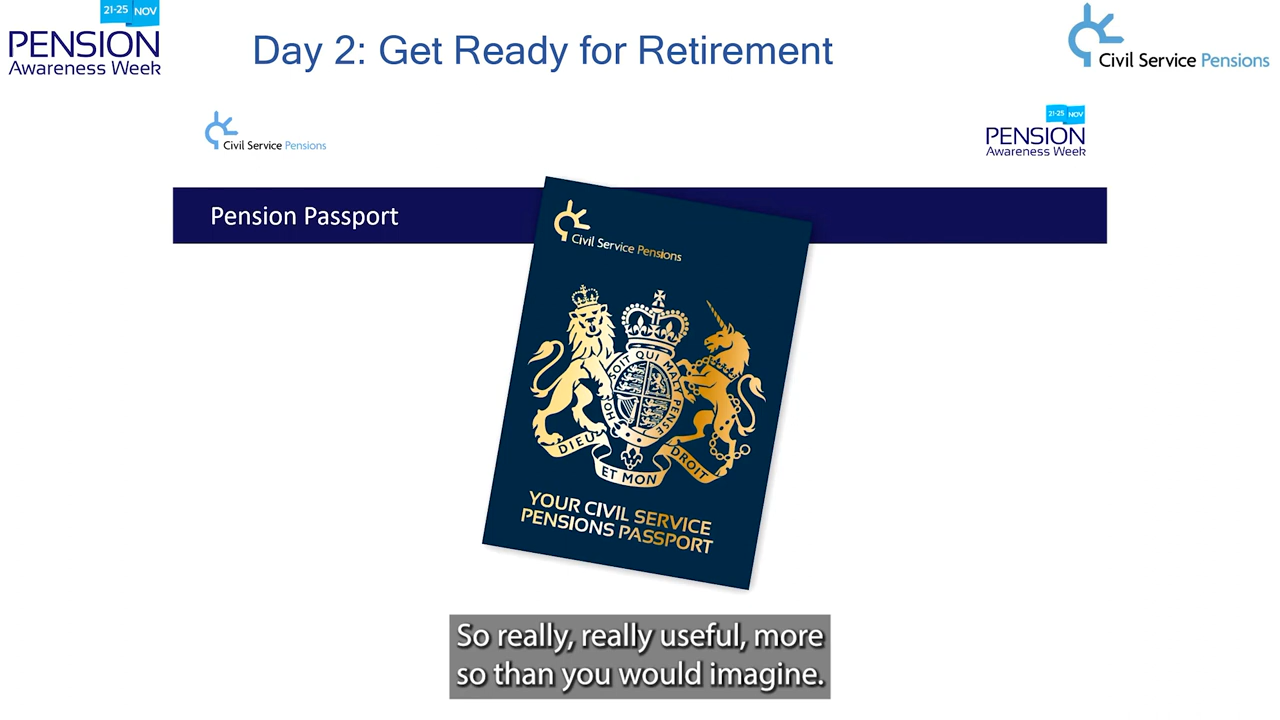 21-25 NOV
PENSION
Awareness Week
Day 2: Get Ready for Retirement
Civil Service Pensions
Civil Service Pensions
21-25 NOV
PENSION
Awareness Week
Pension Passport
Civil Service Pensions
SOIT QUI MAL Y PENSE
HON
DIEU ET MON DROIT
YOUR CIVIL SERVICE
PENSIONS PASSPORT
So really, really useful, more
so than you would imagine.